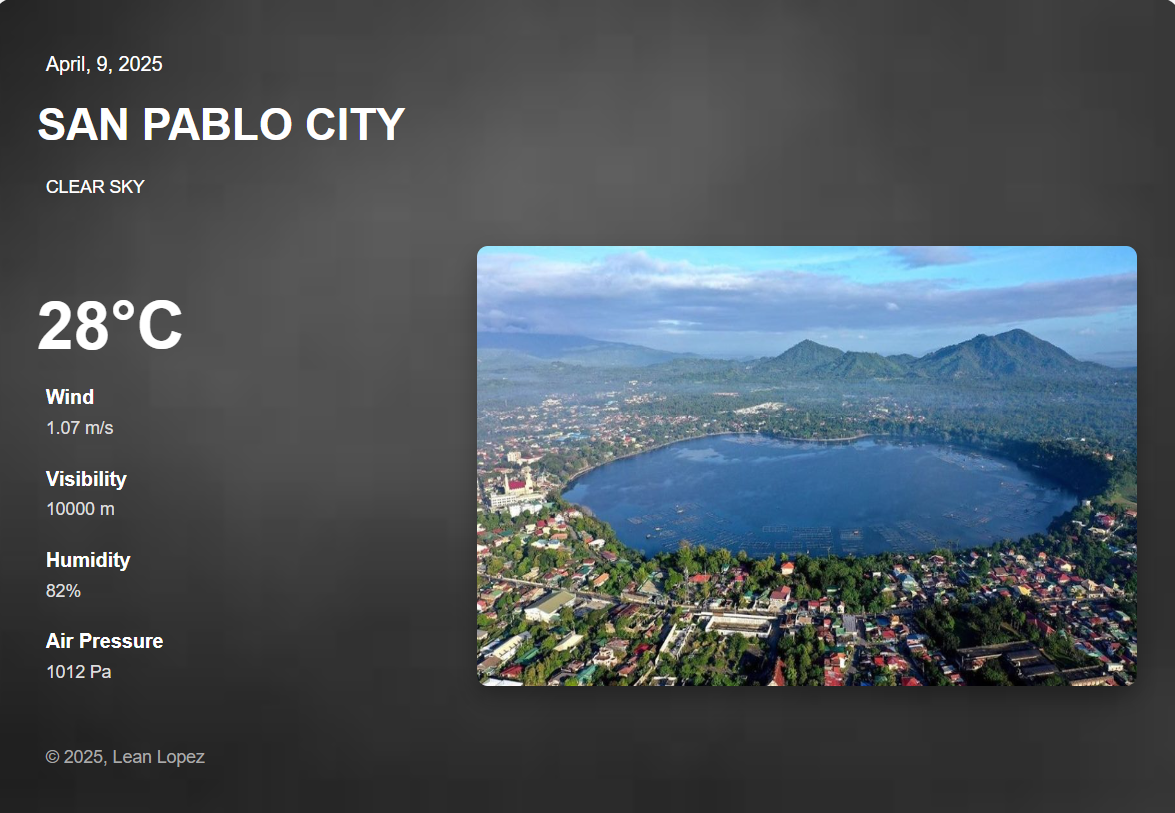 April, 9, 2025
SAN PABLO CITY
CLEAR SKY
28°C
Wind
1.07 m/s
Visibility
10000 m
Humidity
82%
Air Pressure
1012 Pa
© 2025, Lean Lopez